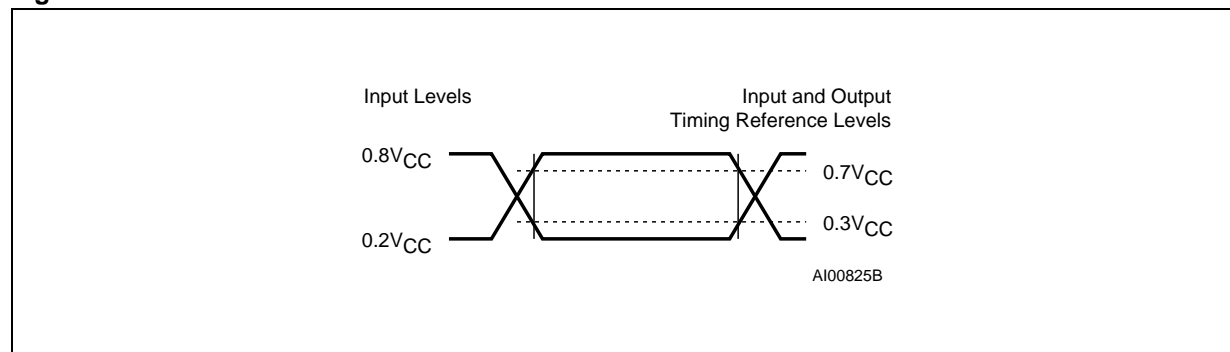 Input Levels
Input and Output
Timing Reference Levels
0.8VCC
0.7VCC
0.3VCC
0.2VCC
AI00825B